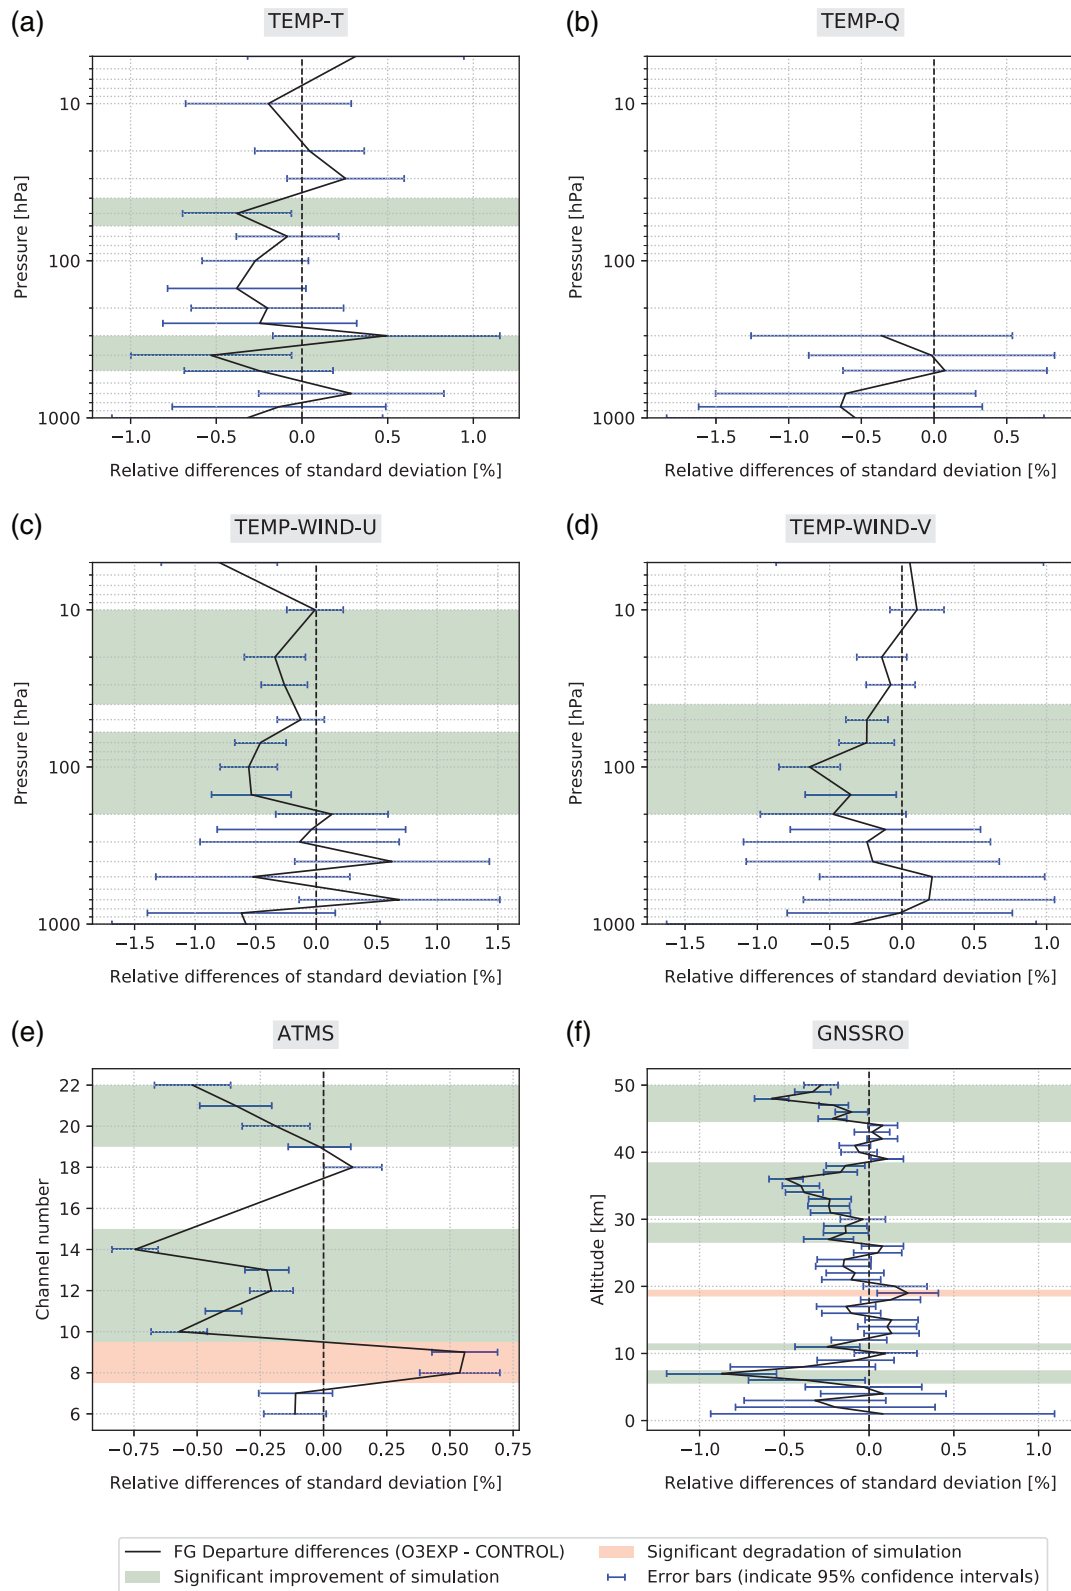 (a) TEMP-T
(b) TEMP-Q
10
100
1000
Pressure [hPa]
−1.0 −0.5 0.0 0.5 1.0
Relative differences of standard deviation [%]
10
100
1000
Pressure [hPa]
−1.5 −1.0 −0.5 0.0 0.5
Relative differences of standard deviation [%]
(c) TEMP-WIND-U
(d) TEMP-WIND-V
10
100
1000
Pressure [hPa]
−1.5 −1.0 −0.5 0.0 0.5 1.0 1.5
Relative differences of standard deviation [%]
10
100
1000
Pressure [hPa]
−1.5 −1.0 −0.5 0.0 0.5 1.0
Relative differences of standard deviation [%]
(e) ATMS
(f) GNSSRO
22
20
18
16
14
12
10
8
6
Channel number
−0.75 −0.50 −0.25 0.00 0.25 0.50 0.75
Relative differences of standard deviation [%]
50
40
30
20
10
0
Altitude [km]
−1.0 −0.5 0.0 0.5 1.0
Relative differences of standard deviation [%]
FG Departure differences (O3EXP - CONTROL)
Significant improvement of simulation
Significant degradation of simulation
Error bars (indicate 95% confidence intervals)